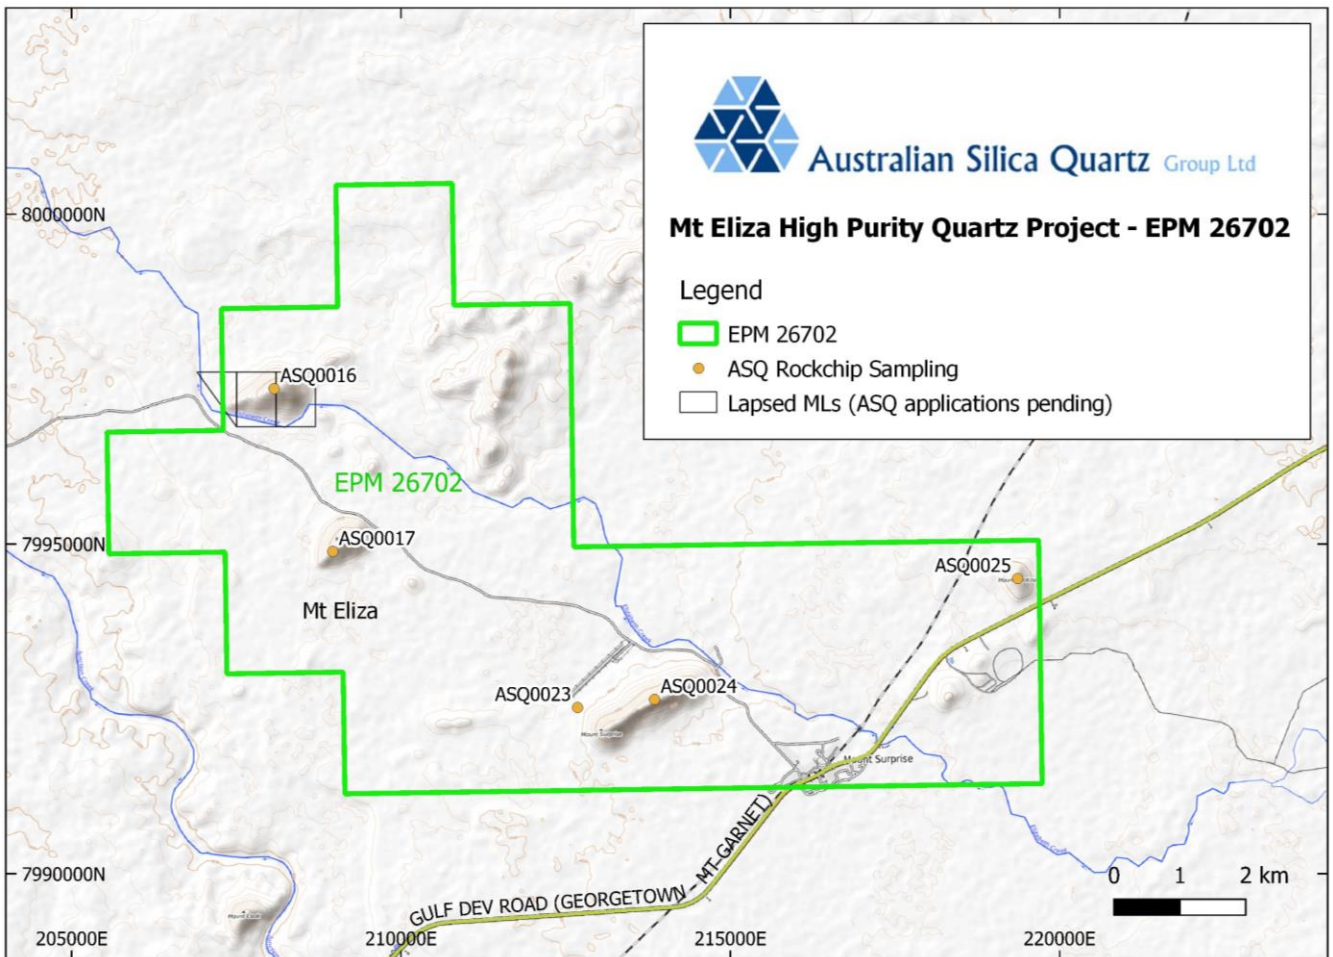 Australian Silica Quartz Group Ltd
Mt Eliza High Purity Quartz Project - EPM 26702
Legend
EPM 26702
ASQ Rockchip Sampling
Lapsed MLs (ASQ applications pending)
8000000N
ASQ0016
EPM 26702
7995000N
ASQ0017
ASQ0025
Mt Eliza
ASQ0023
ASQ0024
Mount Surprise
Mount Surprise
MT-GARNET)
GULF DEV ROAD (GEORGETOWN
7990000N
0 1 2 km
205000E
210000E
215000E
220000E